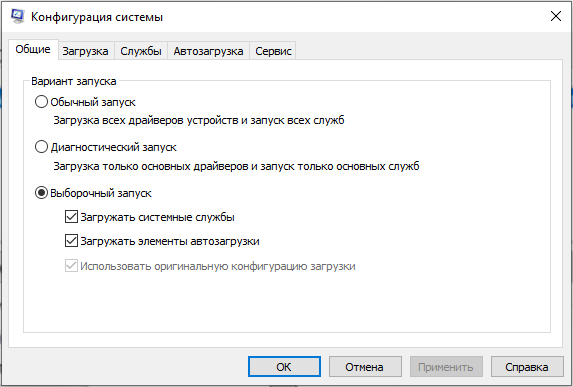 Конфигурация системы
Общие Загрузка Службы Автозагрузка Сервис
Вариант запуска
Обычный запуск
Загрузка всех драйверов устройств и запуск всех служб
Диагностический запуск
Загрузка только основных драйверов и запуск только основных служб
Выборочный запуск
Загружать системные службы
Загружать элементы автозагрузки
Использовать оригинальную конфигурацию загрузки
ОК Отмена Применить Справка